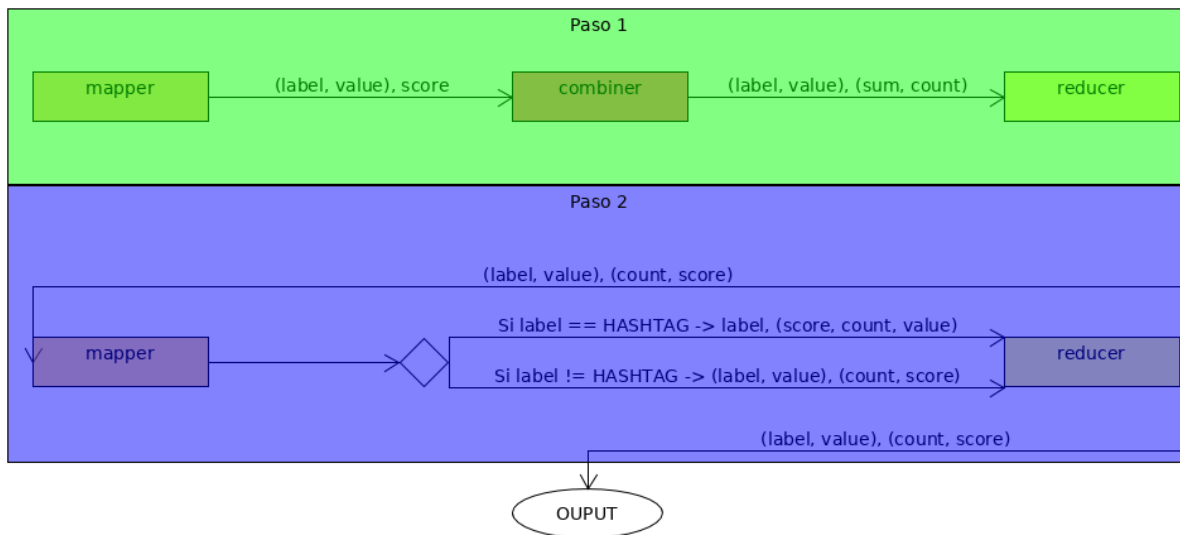 Paso 1
mapper
(label, value), score
combiner
(label, value), (sum, count)
reducer
Paso 2
(label, value), (count, score)
Si label == HASHTAG -> label, (score, count, value)
mapper
reducer
Si label != HASHTAG -> (label, value), (count, score)
(label, value), (count, score)
OUPUT